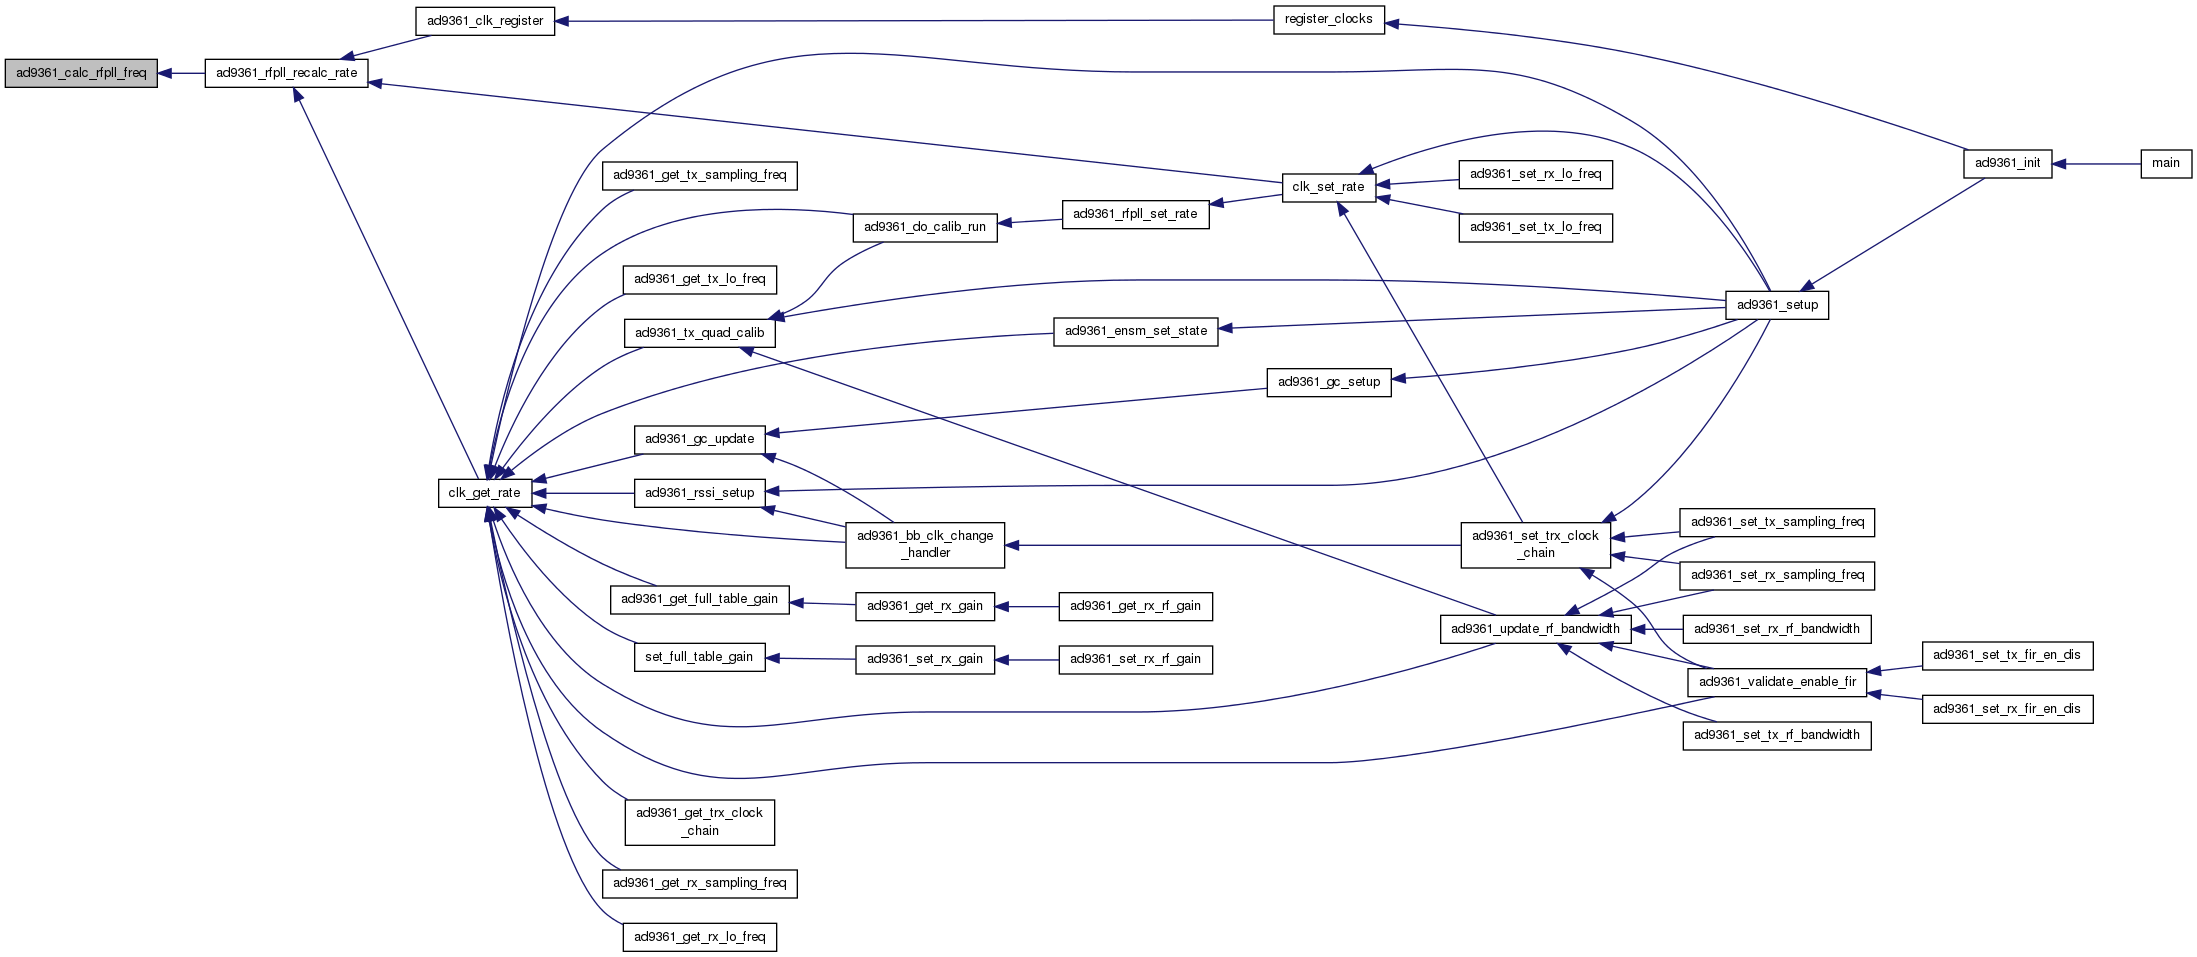 ad9361_calc_rfpll_freq
ad9361_rfpll_recalc_rate
ad9361_clk_register
register_clocks
ad9361_init
main
clk_get_rate
ad9361_get_tx_sampling_freq
ad9361_do_calib_run
ad9361_rfpll_set_rate
clk_set_rate
ad9361_set_rx_lo_freq
ad9361_set_tx_lo_freq
ad9361_get_tx_lo_freq
ad9361_tx_quad_calib
ad9361_ensm_set_state
ad9361_setup
ad9361_gc_setup
ad9361_gc_update
ad9361_rssi_setup
ad9361_bb_clk_change
_handler
ad9361_set_trx_clock
_chain
ad9361_set_tx_sampling_freq
ad9361_set_rx_sampling_freq
ad9361_get_full_table_gain
ad9361_get_rx_gain
ad9361_get_rx_rf_gain
set_full_table_gain
ad9361_set_rx_gain
ad9361_set_rx_rf_gain
ad9361_update_rf_bandwidth
ad9361_set_rx_rf_bandwidth
ad9361_validate_enable_fir
ad9361_set_tx_fir_en_dis
ad9361_set_rx_fir_en_dis
ad9361_set_tx_rf_bandwidth
ad9361_get_trx_clock
_chain
ad9361_get_rx_sampling_freq
ad9361_get_rx_lo_freq